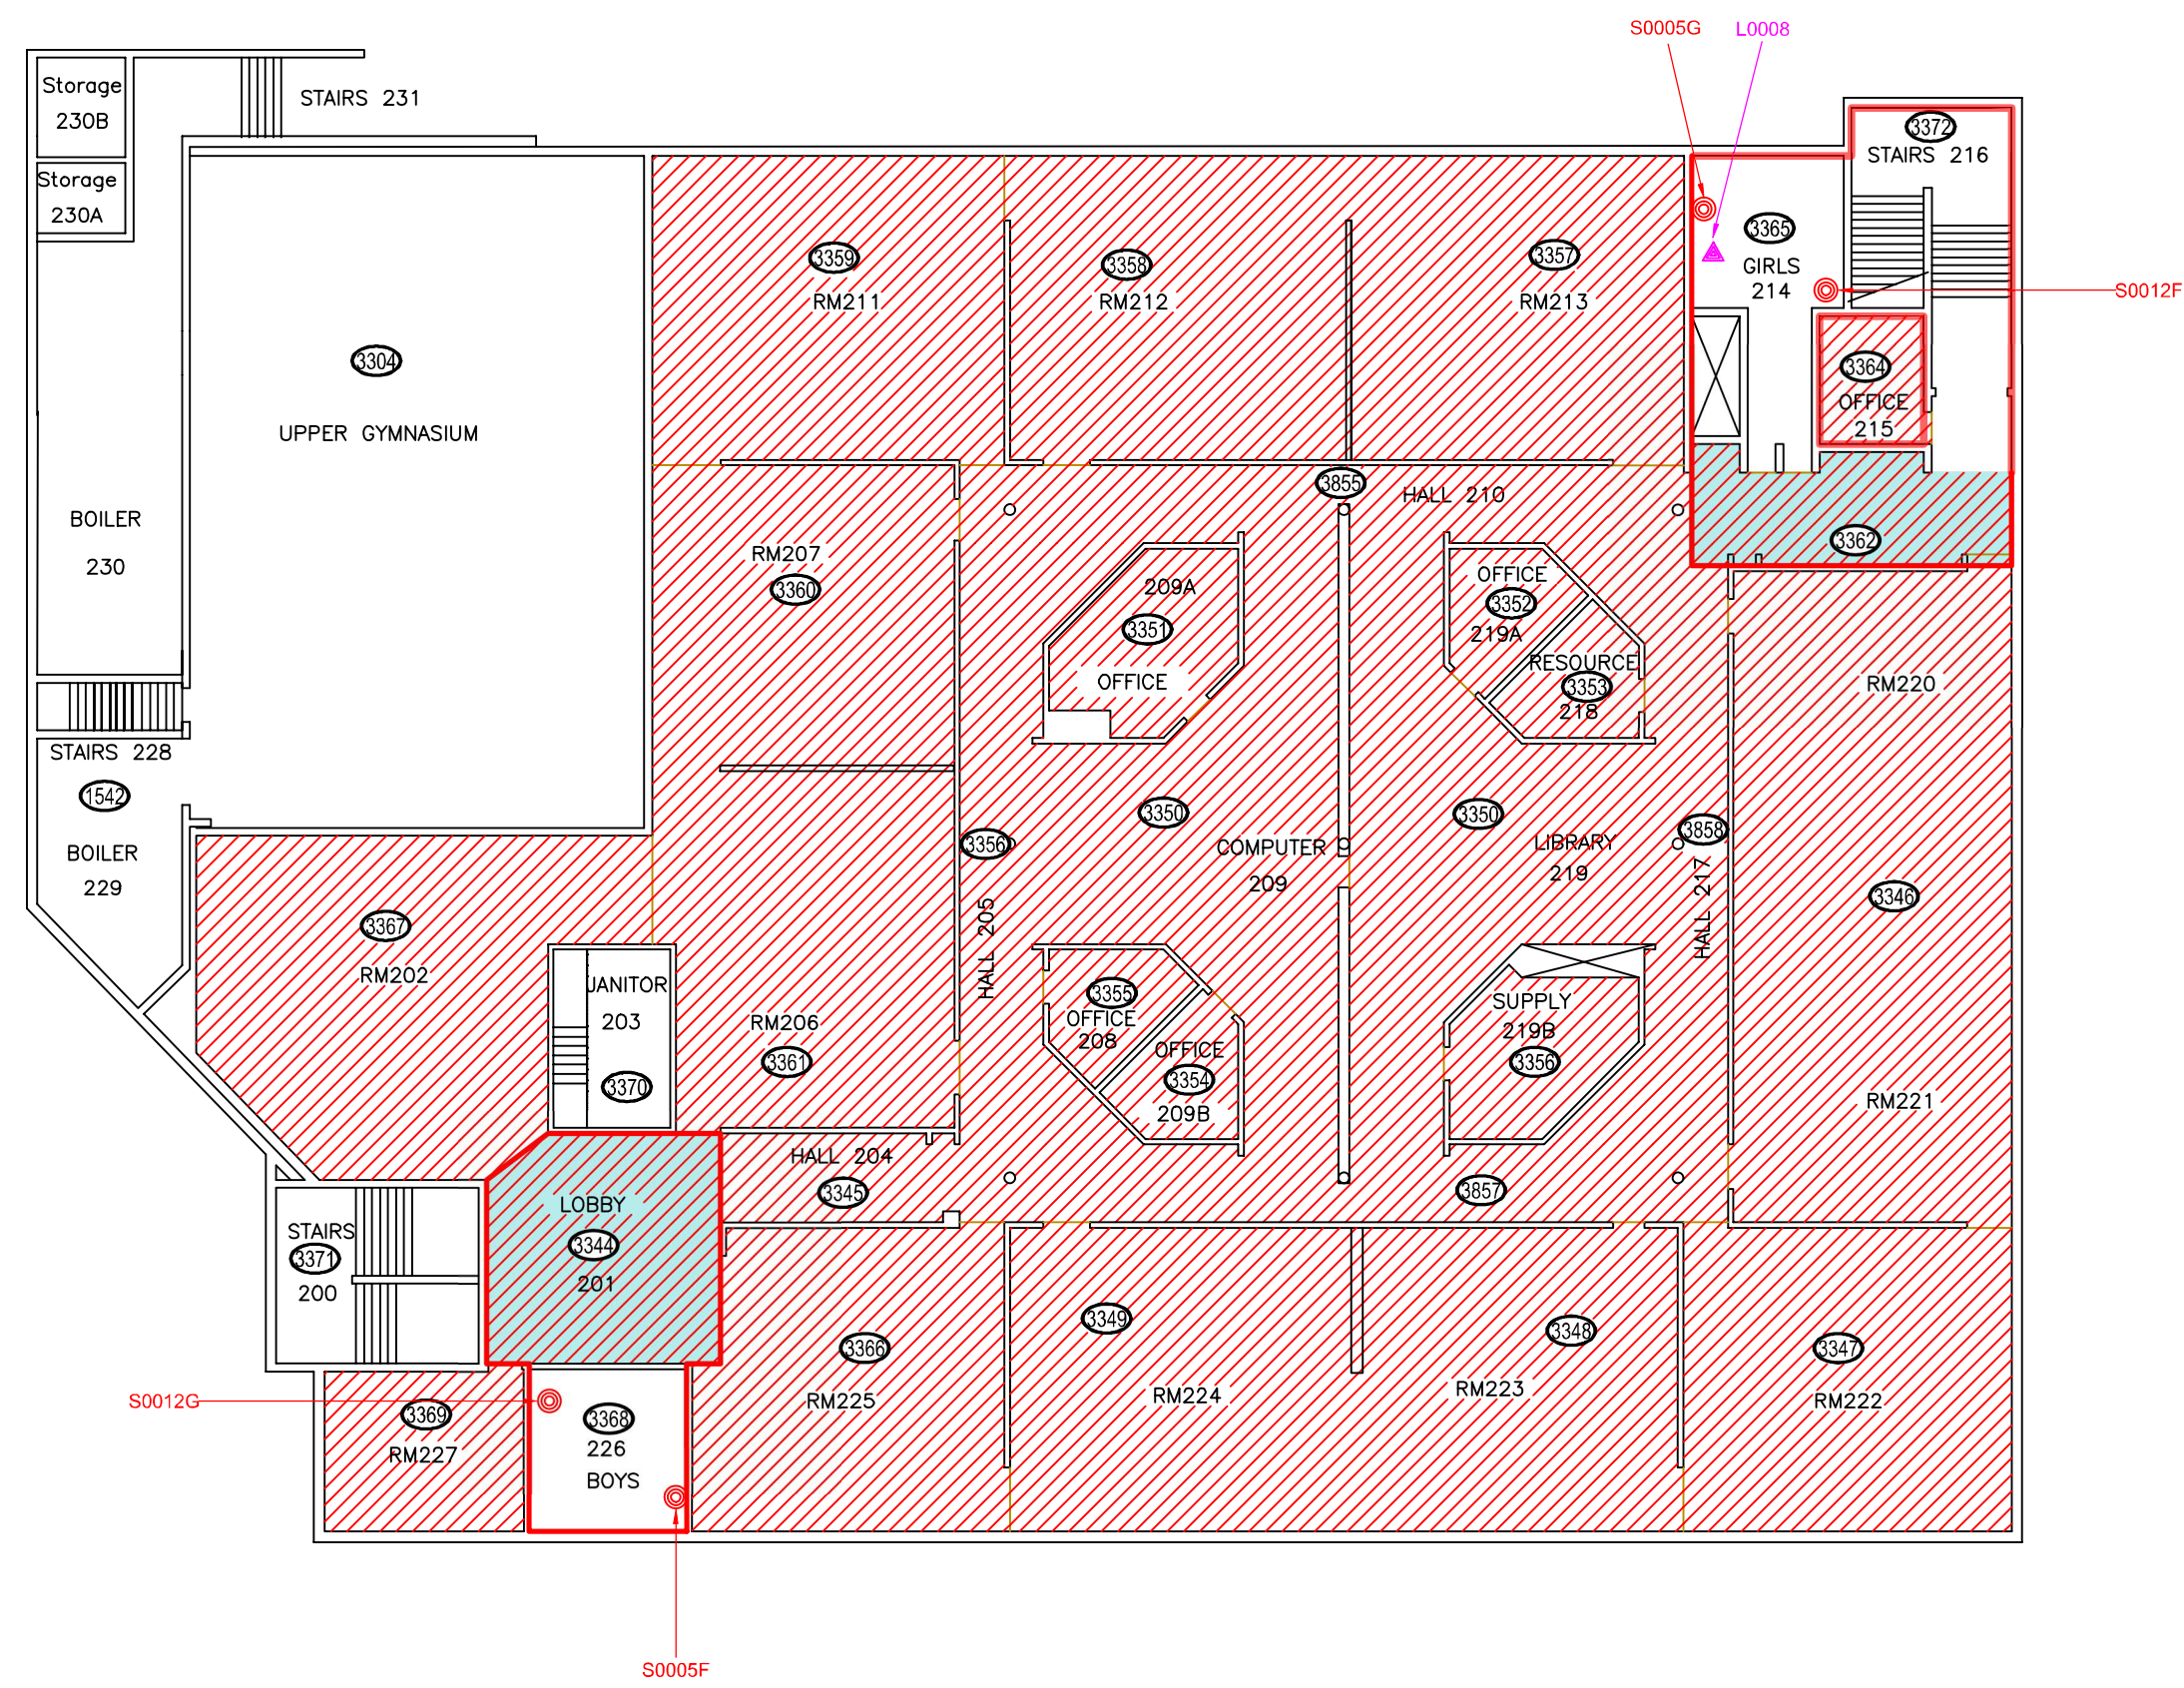 S0005G
L0008
Storage
230B
STAIRS 231
3372
STAIRS 216
Storage
230A
3365
GIRLS
214
S0012F
3359
RM211
3358
RM212
3357
RM213
3304
UPPER GYMNASIUM
3364
OFFICE
215
3855
HALL 210
BOILER
230
3362
RM207
3360
209A
3351
OFFICE
OFFICE
3352
219A
RESOURCE
3353
218
RM220
STAIRS 228
1542
BOILER
229
3350
3350
3356
COMPUTER
209
LIBRARY
219
3858
HALL 217
HALL 205
3346
3367
RM202
JANITOR
203
3370
RM206
3361
3355
OFFICE
208
OFFICE
3354
209B
SUPPLY
219B
3356
RM221
HALL 204
3345
3857
LOBBY
3344
201
STAIRS
3371
200
3366
RM225
3349
RM224
3348
RM223
3347
RM222
S0012G
3369
RM227
3368
226
BOYS
S0005F